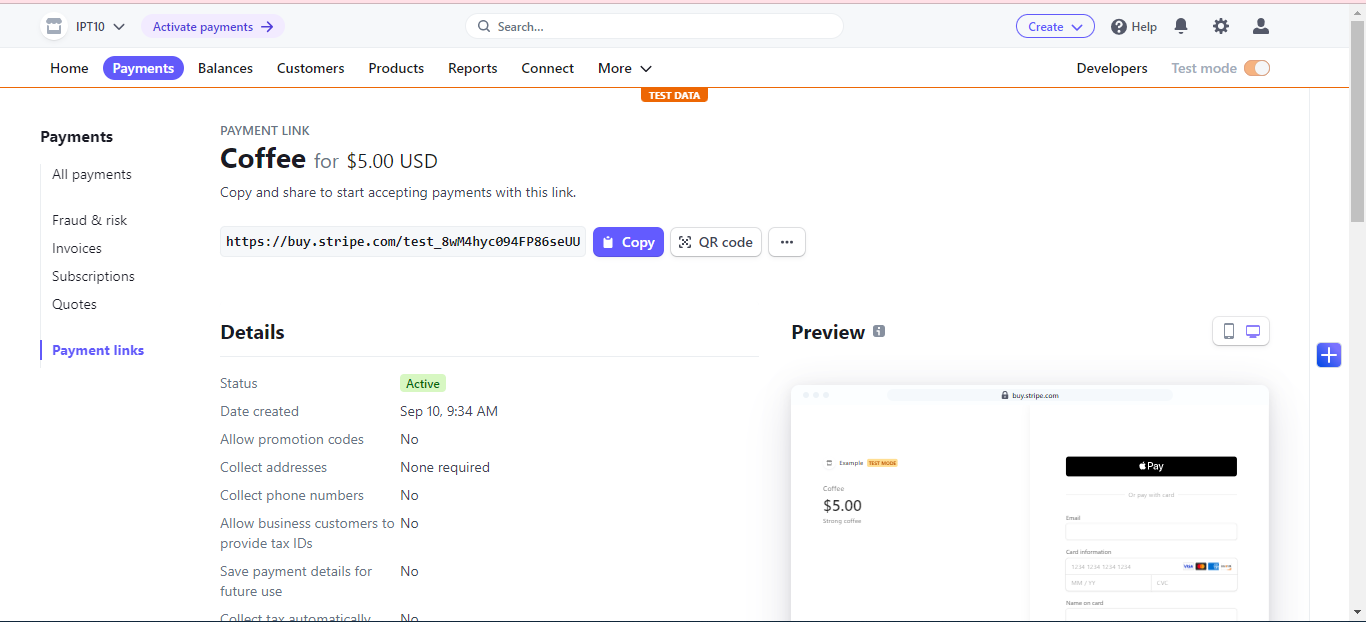 IPT10
Activate payments
Search...
Create
Help
Home
Payments
Balances
Customers
Products
Reports
Connect
More
Developers
Test mode
TEST DATA
Payments
All payments
Fraud & risk
Invoices
Subscriptions
Quotes
Payment links
PAYMENT LINK
Coffee for $5.00 USD
Copy and share to start accepting payments with this link.
https://buy.stripe.com/test_8wM4hyc094FP86seUU
Copy
QR code
Details
Status Active
Date created Sep 10, 9:34 AM
Allow promotion codes No
Collect addresses None required
Collect phone numbers No
Allow business customers to No
provide tax IDs
Save payment details for No
future use
Collect tax automatically No
Preview
buy.stripe.com
Example TEST MODE
Coffee
$5.00
Strong coffee
Pay
Or pay with card
Email
Card information
1234 1234 1234 1234 VISA
MM / YY CVC
Name on card